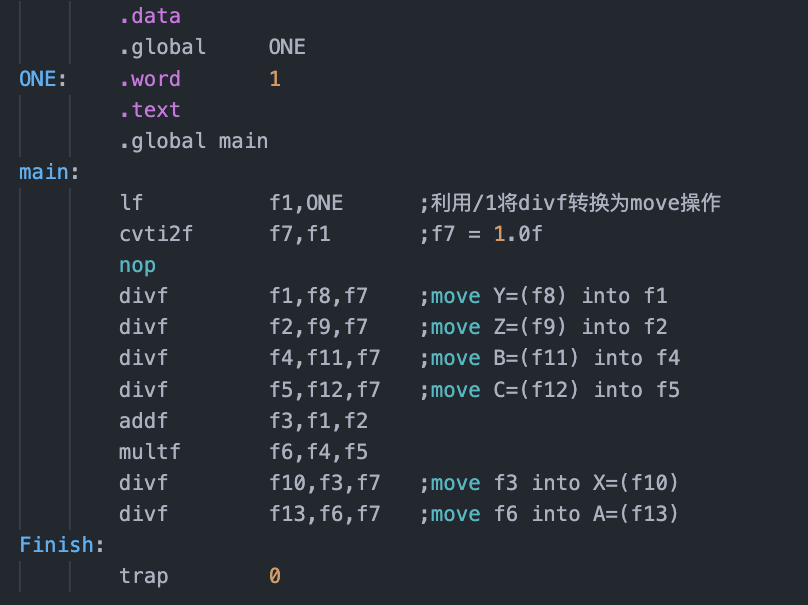 .data
.global ONE
ONE: .word 1
.text
.global main
main:
lf f1,ONE ;利用/1将divf转换为move操作
cvti2f f7,f1 ;f7 = 1.0f
nop
divf f1,f8,f7 ;move Y=(f8) into f1
divf f2,f9,f7 ;move Z=(f9) into f2
divf f4,f11,f7 ;move B=(f11) into f4
divf f5,f12,f7 ;move C=(f12) into f5
addf f3,f1,f2
multf f6,f4,f5
divf f10,f3,f7 ;move f3 into X=(f10)
divf f13,f6,f7 ;move f6 into A=(f13)
Finish:
trap 0